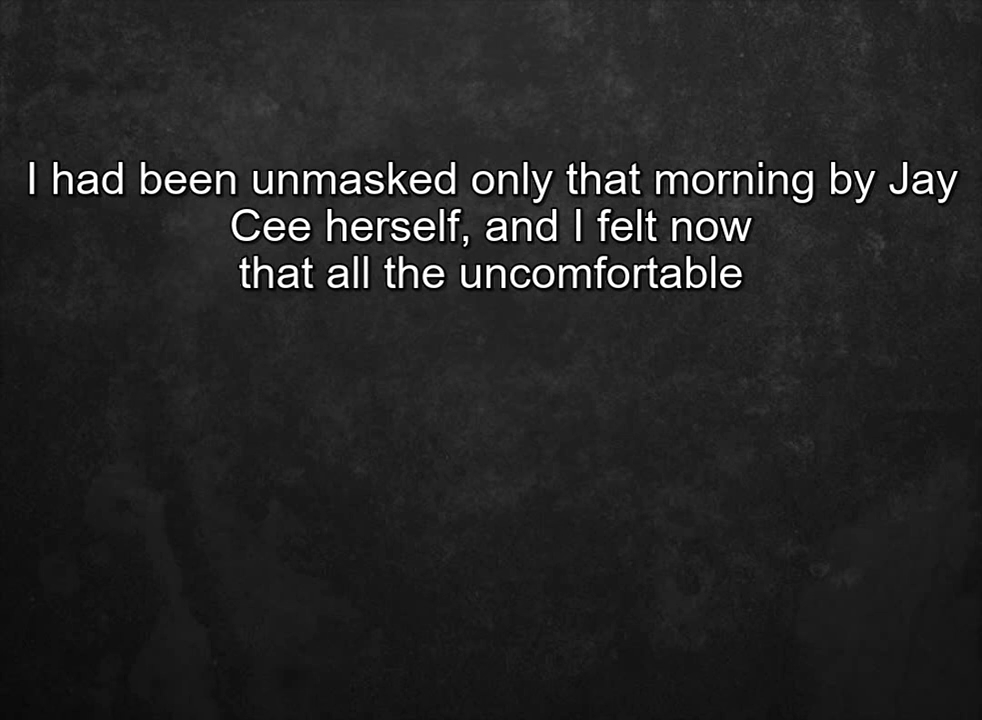 I had been unmasked only that morning by Jay
Cee herself, and I felt now
that all the uncomfortable